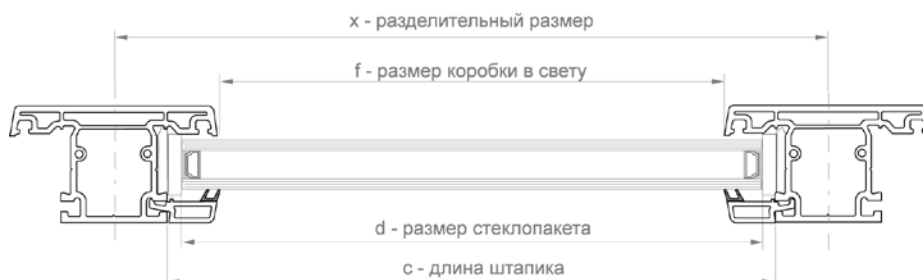 x - разделительный размер
f - размер коробки в свету
d - размер стеклопакета
c - длина штапика